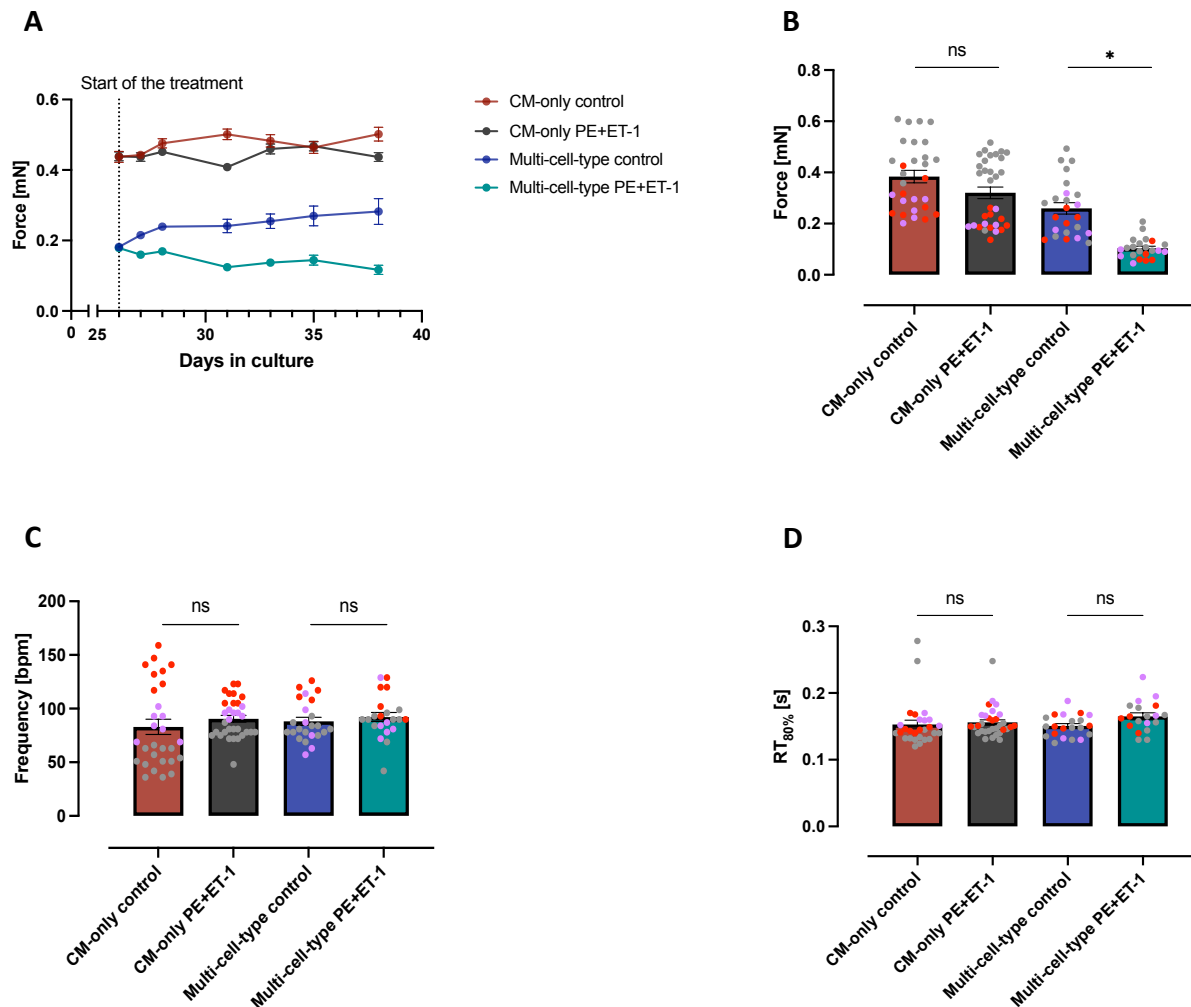 A
Start of the treatment
0.6
0.4
0.2
0.0
Force [mN]
0
25
30
35
40
Days in culture
CM-only control
CM-only PE+ET-1
Multi-cell-type control
Multi-cell-type PE+ET-1
B
ns
*
0.8
0.6
0.4
0.2
0.0
Force [mN]
CM-only control
CM-only PE+ET-1
Multi-cell-type control
Multi-cell-type PE+ET-1
C
ns
ns
200
150
100
50
0
Frequency [bpm]
CM-only control
CM-only PE+ET-1
Multi-cell-type control
Multi-cell-type PE+ET-1
D
ns
ns
0.3
0.2
0.1
0.0
RT80% [s]
CM-only control
CM-only PE+ET-1
Multi-cell-type control
Multi-cell-type PE+ET-1